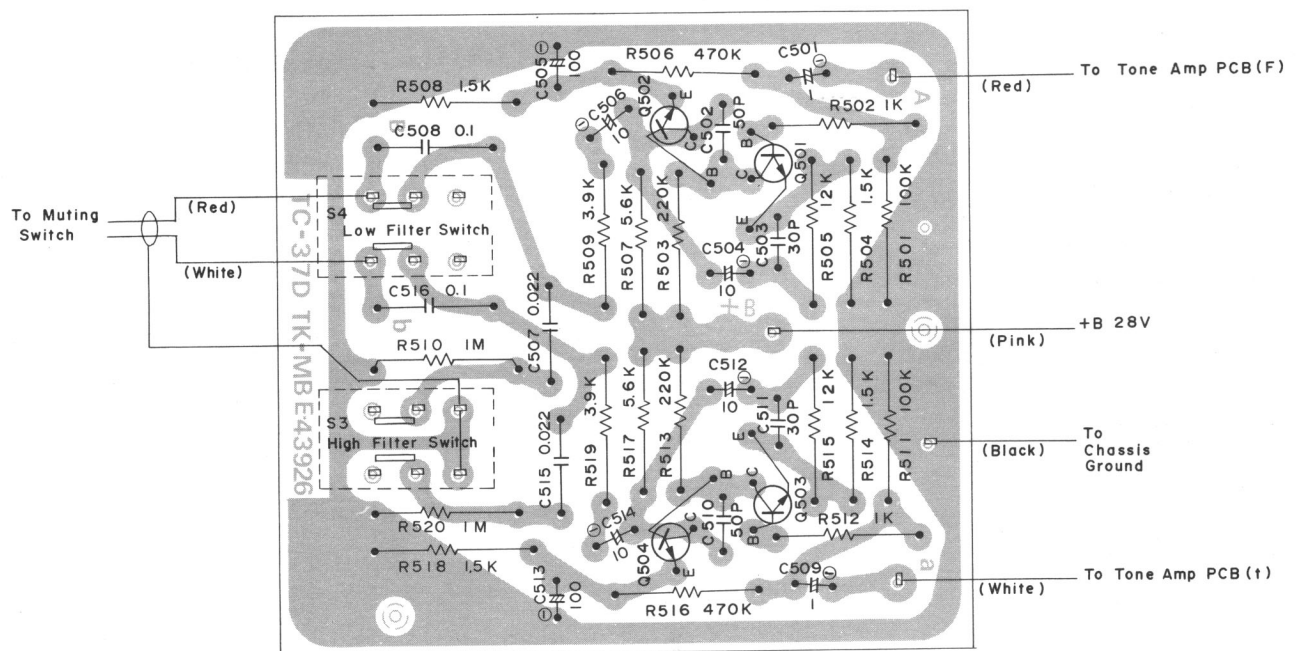 R506 470K
C501
⊖
1
To Tone Amp PCB(F)
(Red)
A
C505 ⊖
100
R508 1,5K
Q502
E
C
B
C506
⊖
10
C502
50P
R502 1K
B
C
E
Q501
C508 0.1
a
S4
Low Filter Switch
(Red)
To Muting
Switch
(White)
TC-37D TK-MB E43926
R509 3.9K
R507 5.6K
R503 220K
C504
⊖
10
C503
30P
R505 12K
R504 1.5K
R501 100K
C516 0.1
b
C507 0.022
+B
+B 28V
(Pink)
R510 1M
S3
High Filter Switch
C515 0.022
R519 3.9K
R517 5.6K
R513 220K
C512
⊖
10
C511
30P
R515 12K
R514 1.5K
R511 100K
(Black)
To
Chassis
Ground
E
C
B
Q503
B
C
E
Q504
C510
50P
C514
⊖
10
R512 1K
R520 1M
R518 1,5K
C513
⊖
100
R516 470K
C509
⊖
1
a
To Tone Amp PCB(t)
(White)